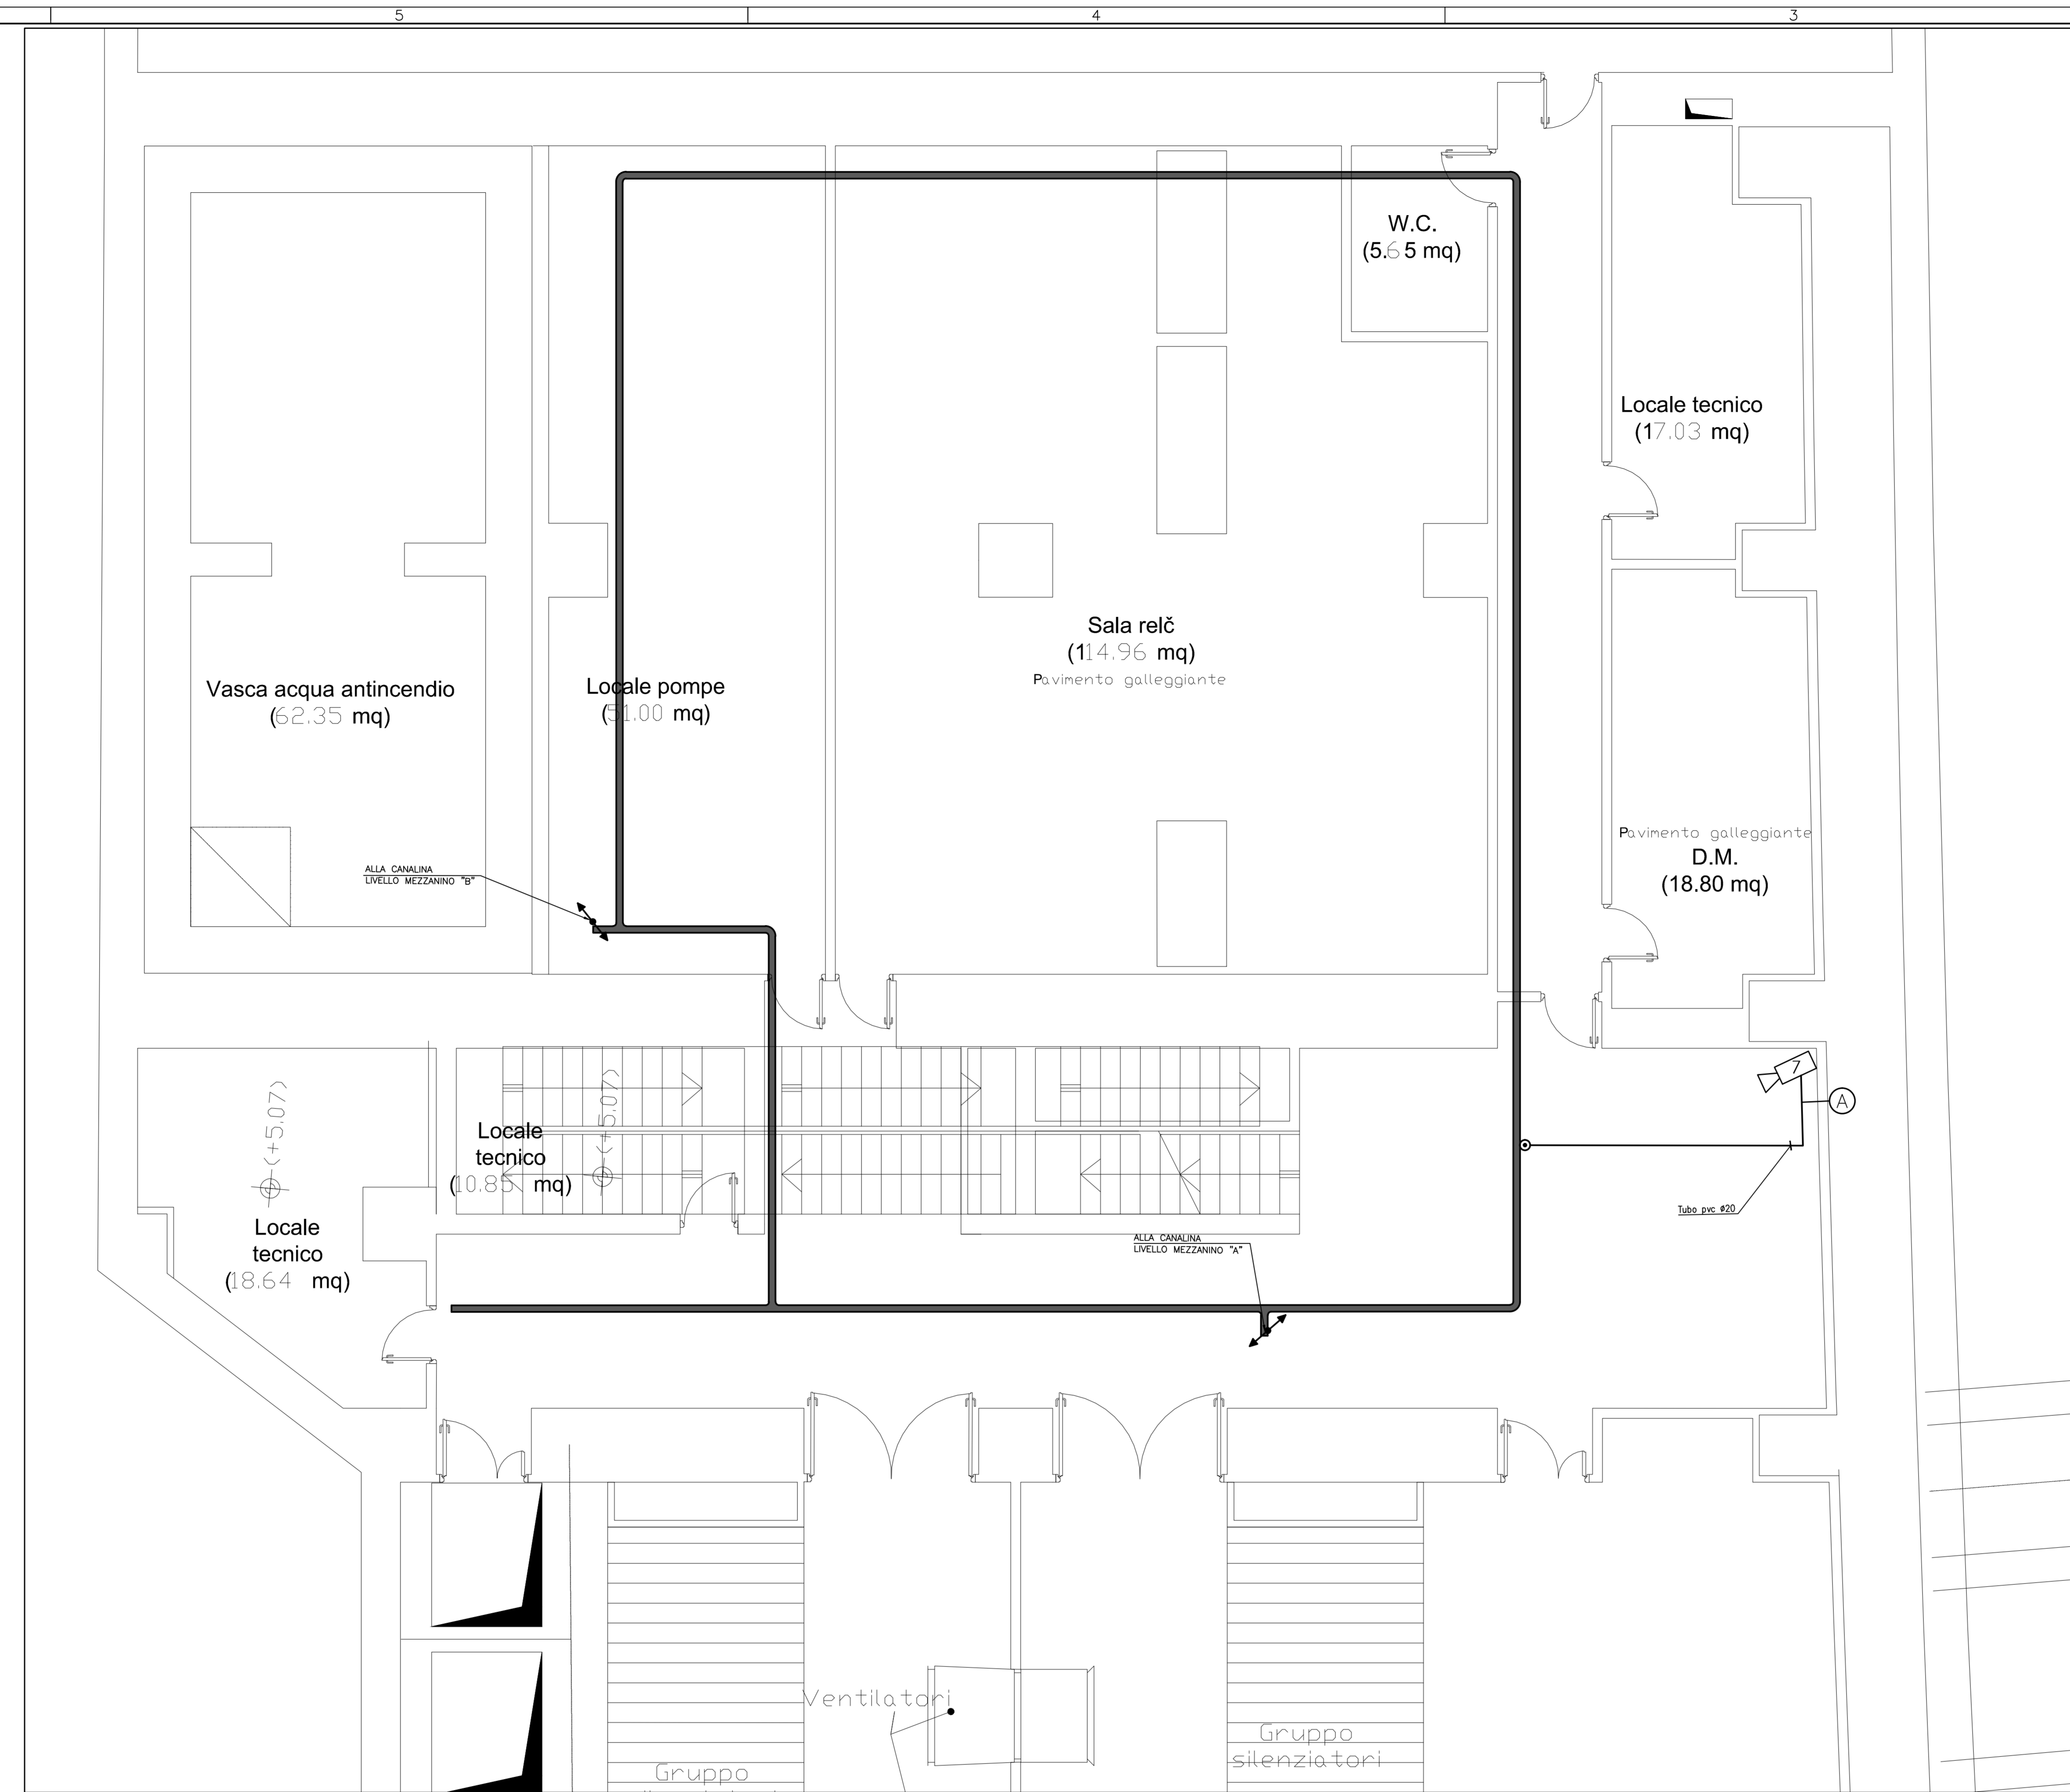 5
4
3
W.C.
(5.65 mq)
Locale tecnico
(17.03 mq)
Sala relč
(114.96 mq)
Pavimento galleggiante
Vasca acqua antincendio
(62.35 mq)
Locale pompe
(51.00 mq)
Pavimento galleggiante
D.M.
(18.80 mq)
ALLA CANALINA
LIVELLO MEZZANINO "B"
7
A
(+5.07)
(+5.07)
Locale
tecnico
(10.85 mq)
Tubo pvc ø20
Locale
tecnico
(18.64 mq)
ALLA CANALINA
LIVELLO MEZZANINO "A"
Ventilatori
Gruppo
silenziatori
Gruppo